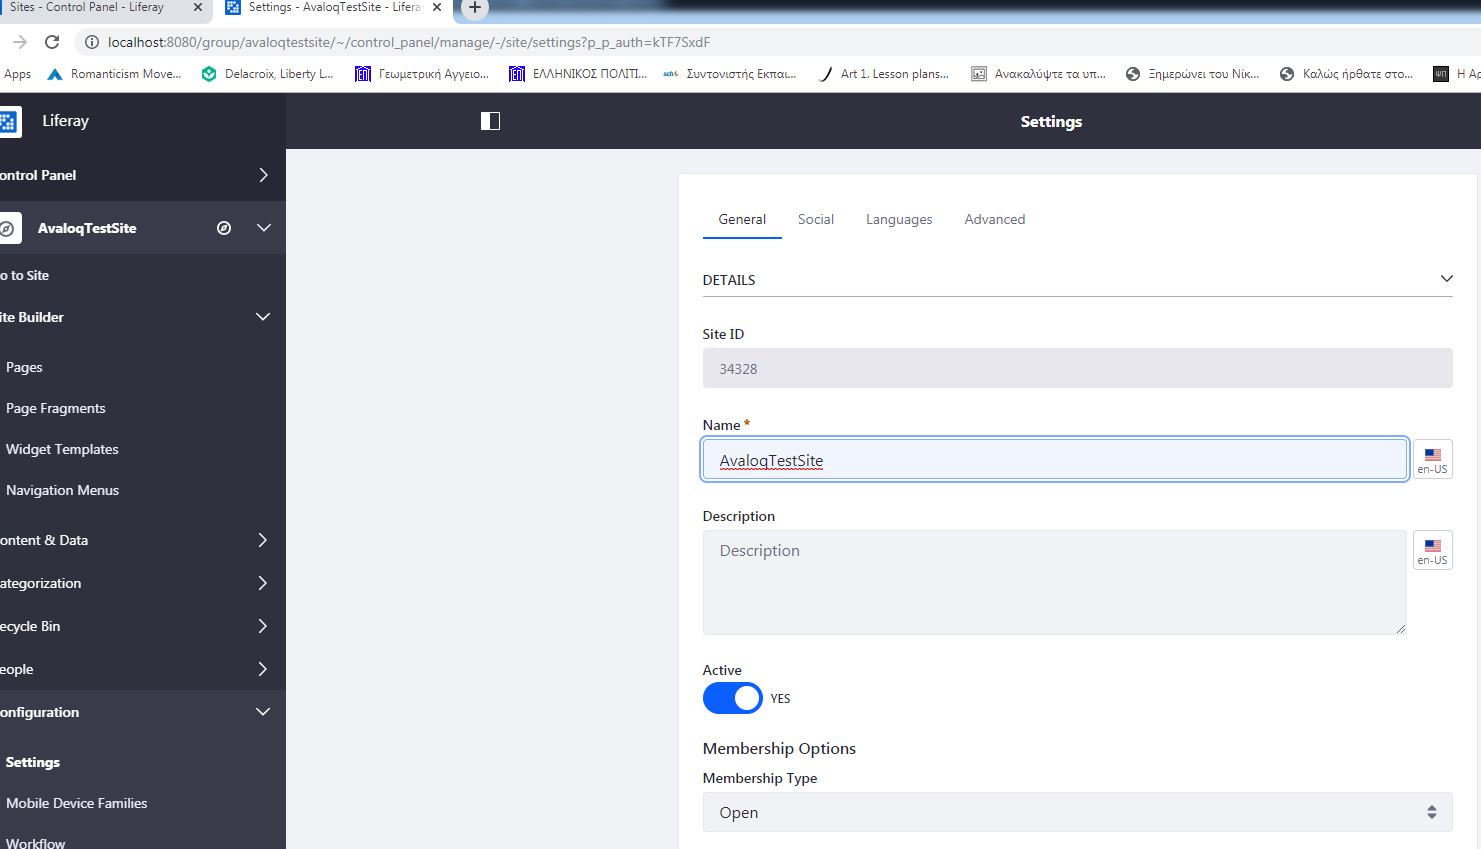 Sites - Control Panel - Liferay
Settings - AvaloqTestSite - Lifera
localhost:8080/group/avaloqtestsite/~/control_panel/manage/-/site/settings?p_p_auth=kTF7SxdF
Apps Romanticism Move... Delacroix, Liberty L... Γεωμετρική Αγγειο... ΕΛΛΗΝΙΚΟΣ ΠΟΛΙΤΙ... Συντονιστής Εκπαι... Art 1. Lesson plans... Ανακαλύψτε τα υπ... Ξημερώνει του Νίκ... Καλώς ήρθατε στο... Η Αρ
Liferay
Settings
ontrol Panel
AvaloqTestSite
o to Site
ite Builder
Pages
Page Fragments
Widget Templates
Navigation Menus
ontent & Data
ategorization
ecycle Bin
eople
onfiguration
Settings
Mobile Device Families
Workflow
General Social Languages Advanced
DETAILS
Site ID
34328
Name *
AvaloqTestSite
en-US
Description
Description
en-US
Active
YES
Membership Options
Membership Type
Open